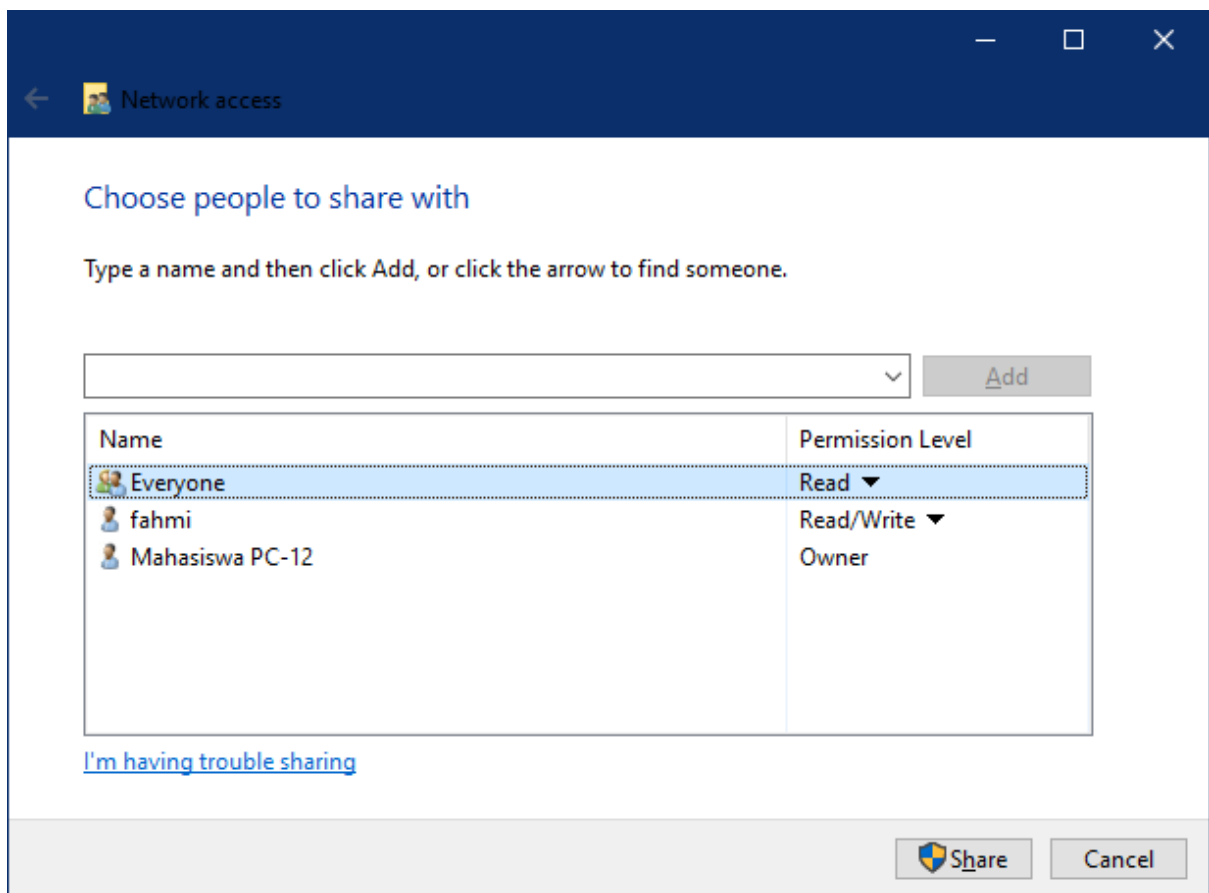 Network access
Choose people to share with
Type a name and then click Add, or click the arrow to find someone.
Add
Name Permission Level
Everyone Read
fahmi Read/Write
Mahasiswa PC-12 Owner
I'm having trouble sharing
Share Cancel